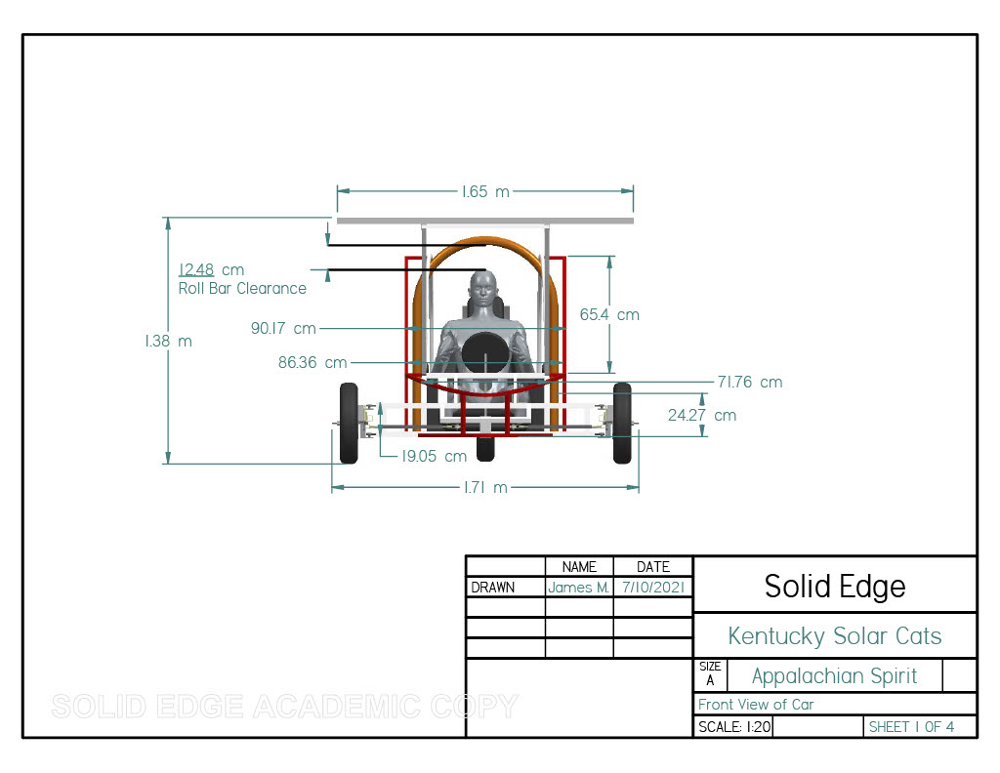 1.65 m
12.48 cm
Roll Bar Clearance
65.4 cm
90.17 cm
1.38 m
86.36 cm
71.76 cm
24.27 cm
19.05 cm
1.71 m
NAME DATE
DRAWN James M. 7/10/2021
Solid Edge
Kentucky Solar Cats
SIZE
A
Appalachian Spirit
Front View of Car
SCALE: 1:20 SHEET 1 OF 4
SOLID EDGE ACADEMIC COPY